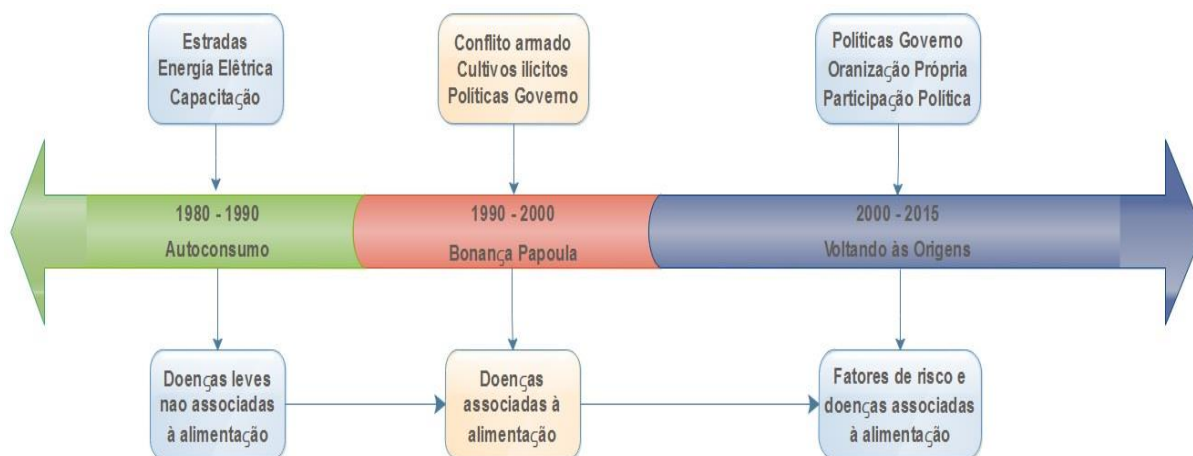 Estradas
Energía Elêtrica
Capacitação
Conflito armado
Cultivos ilícitos
Políticas Governo
Políticas Governo
Oranização Própria
Participação Política
1980 - 1990
Autoconsumo
1990 - 2000
Bonança Papoula
2000 - 2015
Voltando às Origens
Doenças leves
nao associadas
à alimentação
Doenças
associadas à
alimentação
Fatores de risco e
doenças associadas
à alimentação